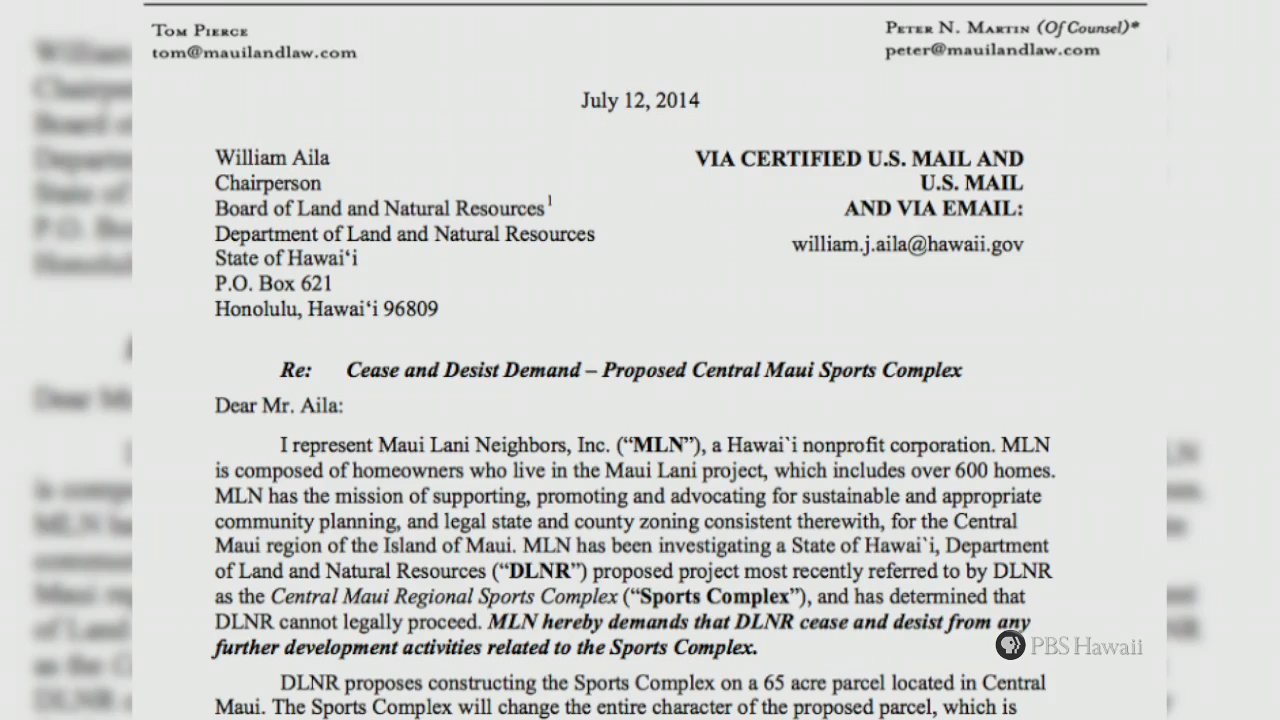 TOM PIERCE
tom@mauilandlaw.com
PETER N. MARTIN (Of Counsel)*
peter@mauilandlaw.com
July 12, 2014
William Aila
Chairperson
Board of Land and Natural Resources1
Department of Land and Natural Resources
State of Hawai‘i
P.O. Box 621
Honolulu, Hawai‘i 96809
VIA CERTIFIED U.S. MAIL AND
U.S. MAIL
AND VIA EMAIL:
william.j.aila@hawaii.gov
Re: Cease and Desist Demand – Proposed Central Maui Sports Complex
Dear Mr. Aila:
I represent Maui Lani Neighbors, Inc. (“MLN”), a Hawai`i nonprofit corporation. MLN
is composed of homeowners who live in the Maui Lani project, which includes over 600 homes.
MLN has the mission of supporting, promoting and advocating for sustainable and appropriate
community planning, and legal state and county zoning consistent therewith, for the Central
Maui region of the Island of Maui. MLN has been investigating a State of Hawai`i, Department
of Land and Natural Resources (“DLNR”) proposed project most recently referred to by DLNR
as the Central Maui Regional Sports Complex (“Sports Complex”), and has determined that
DLNR cannot legally proceed. MLN hereby demands that DLNR cease and desist from any
further development activities related to the Sports Complex.
DLNR proposes constructing the Sports Complex on a 65 acre parcel located in Central
Maui. The Sports Complex will change the entire character of the proposed parcel, which is
PBS Hawaii